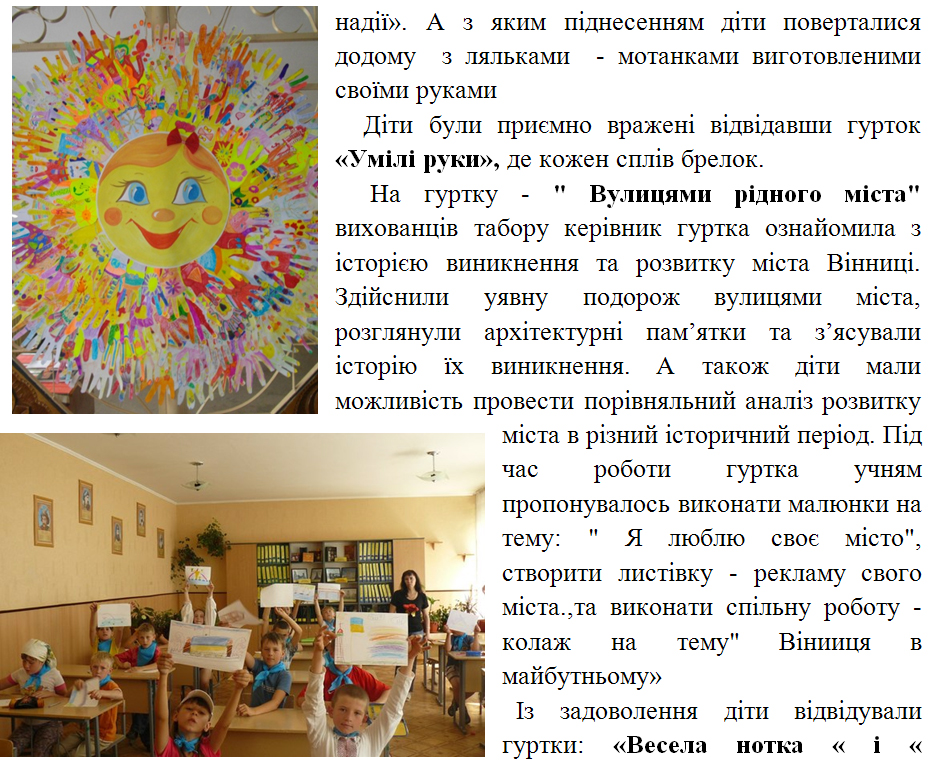 надії». А з яким піднесенням діти поверталися
додому з ляльками - мотанками виготовленими
своїми руками
Діти були приємно вражені відвідавши гурток
«Умілі руки», де кожен сплів брелок.
На гуртку - " Вулицями рідного міста"
вихованців табору керівник гуртка ознайомила з
історією виникнення та розвитку міста Вінниці.
Здійснили уявну подорож вулицями міста,
розглянули архітектурні пам’ятки та з’ясували
історію їх виникнення. А також діти мали
можливість провести порівняльний аналіз розвитку
міста в різний історичний період. Під
час роботи гуртка учням
пропонувалось виконати малюнки на
тему: " Я люблю своє місто",
створити листівку - рекламу свого
міста.,та виконати спільну роботу -
колаж на тему" Вінииця в
майбутньому»
Із задоволення діти відвідували
гуртки: «Весела нотка « і «